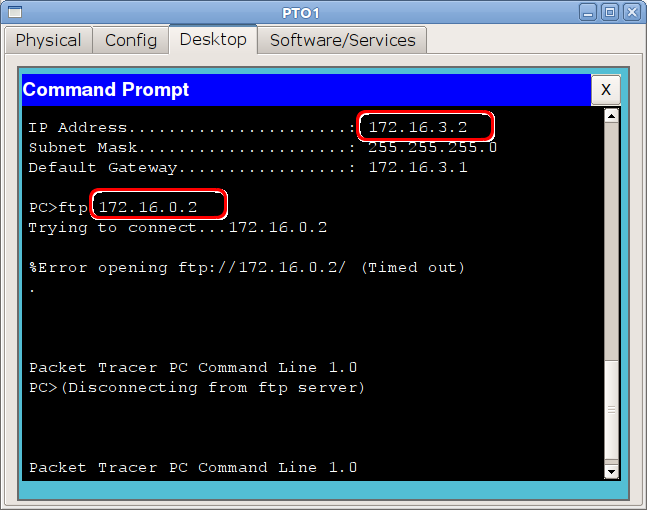 PTO1
Physical Config Desktop Software/Services
Command Prompt X
IP Address......................: 172.16.3.2
Subnet Mask.....................: 255.255.255.0
Default Gateway.................: 172.16.3.1
PC>ftp 172.16.0.2
Trying to connect...172.16.0.2
%Error opening ftp://172.16.0.2/ (Timed out)
.
Packet Tracer PC Command Line 1.0
PC>(Disconnecting from ftp server)
Packet Tracer PC Command Line 1.0